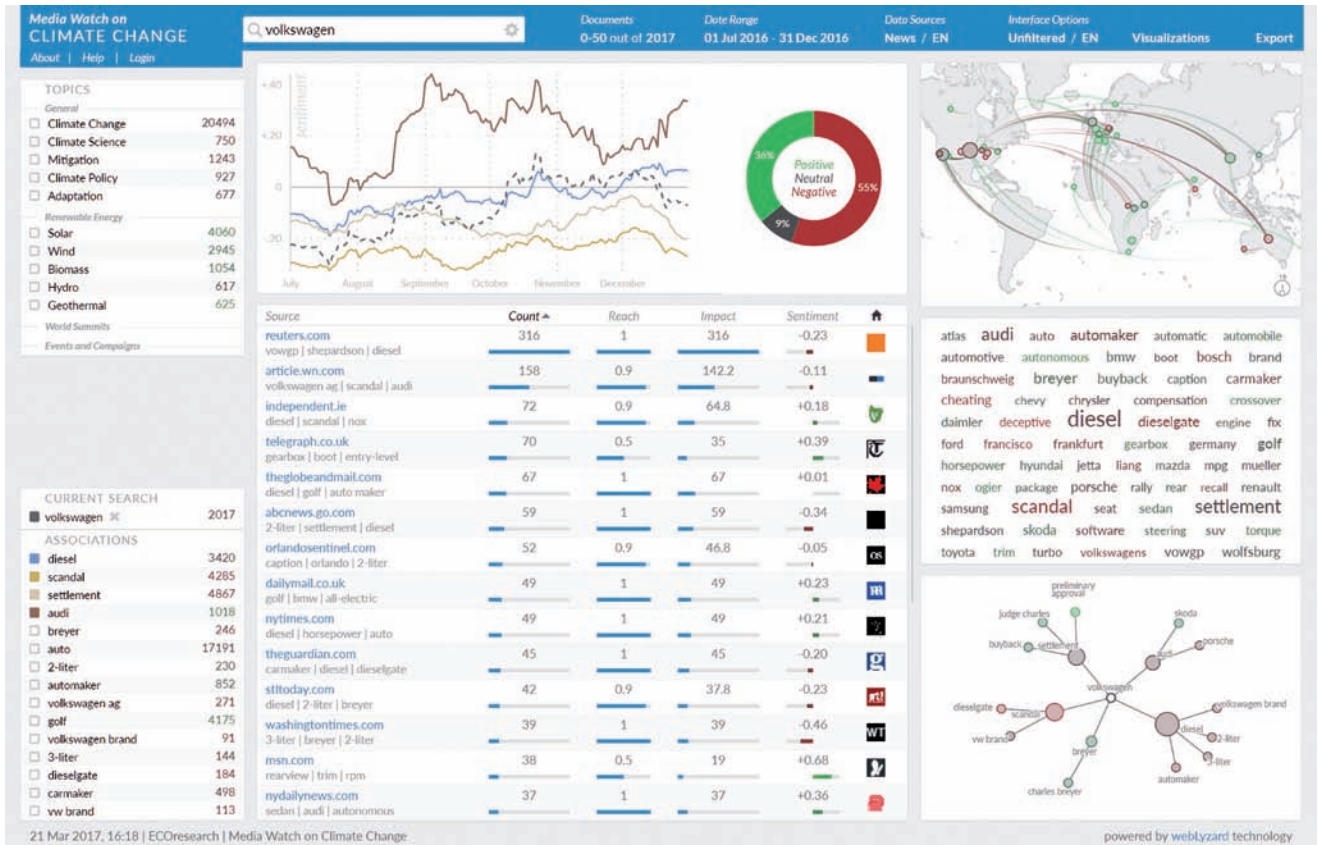 Media Watch on
CLIMATE CHANGE
About | Help | Login
volkswagen
Documents
0-50 out of 2017
Date Range
01 Jul 2016 - 31 Dec 2016
Data Sources
News / EN
Interface Options
Unfiltered / EN
Visualizations
Export
TOPICS
General
Climate Change 20494
Climate Science 750
Mitigation 1243
Climate Policy 927
Adaptation 677
Renewable Energy
Solar 4060
Wind 2945
Biomass 1054
Hydro 617
Geothermal 625
World Summits
Events and Campaigns
CURRENT SEARCH
volkswagen 2017
ASSOCIATIONS
diesel 3420
scandal 4285
settlement 4867
audi 1018
breyer 246
auto 17191
2-liter 230
automaker 852
volkswagen ag 271
golf 4175
volkswagen brand 91
3-liter 144
dieselgate 184
carmaker 498
vw brand 113
sentiment
+.40
+.20
0
-.20
July August September October November December
36%
55%
9%
Positive
Neutral
Negative
Source Count Reach Impact Sentiment
reuters.com 316 1 316 -0.23
vowgp | shepardson | diesel
article.wn.com 158 0.9 142.2 -0.11
volkswagen ag | scandal | audi
independent.ie 72 0.9 64.8 +0.18
diesel | scandal | nox
telegraph.co.uk 70 0.5 35 +0.39
gearbox | boot | entry-level
theglobeandmail.com 67 1 67 +0.01
diesel | golf | auto maker
abcnews.go.com 59 1 59 -0.34
2-liter | settlement | diesel
orlandosentinel.com 52 0.9 46.8 -0.05
caption | orlando | 2-liter
OS
dailymail.co.uk 49 1 49 +0.23
golf | bmw | all-electric
nytimes.com 49 1 49 +0.21
diesel | horsepower | auto
theguardian.com 45 1 45 -0.20
carmaker | diesel | dieselgate
g
stltoday.com 42 0.9 37.8 -0.23
diesel | 2-liter | breyer
washingtontimes.com 39 1 39 -0.46
3-liter | breyer | 2-liter
WT
msn.com 38 0.5 19 +0.68
rearview | trim | rpm
nydailynews.com 37 1 37 +0.36
sedan | audi | autonomous
atlas audi auto automaker automatic automobile
automotive autonomous bmw boot bosch brand
braunschweig breyer buyback caption carmaker
cheating chevy chrysler compensation crossover
daimler deceptive diesel dieselgate engine fix
ford francisco frankfurt gearbox germany golf
horsepower hyundai jetta liang mazda mpg mueller
nox ogier package porsche rally rear recall renault
samsung scandal seat sedan settlement
shepardson skoda software steering suv torque
toyota trim turbo volkswagens vowgp wolfsburg
preliminary
approval
judge charles
skoda
buyback
settlement
porsche
audi
volkswagen
dieselgate
scandal
volkswagen brand
diesel
vw brand
2-liter
breyer
3-liter
automaker
charles breyer
21 Mar 2017, 16:18 | ECOresearch | Media Watch on Climate Change
powered by webLyzard technology